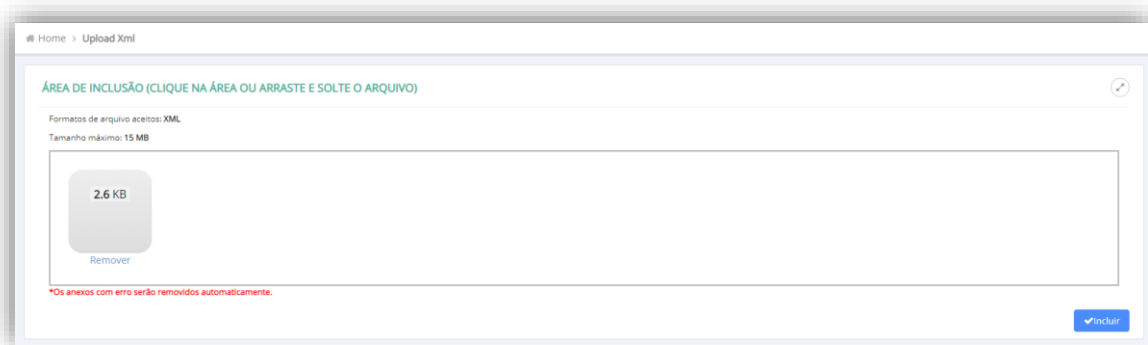 Home > Upload Xml
ÁREA DE INCLUSÃO (CLIQUE NA ÁREA OU ARRASTE E SOLTE O ARQUIVO)
Formatos de arquivo aceitos: XML
Tamanho máximo: 15 MB
2.6 KB
Remover
*Os anexos com erro serão removidos automaticamente.
Incluir